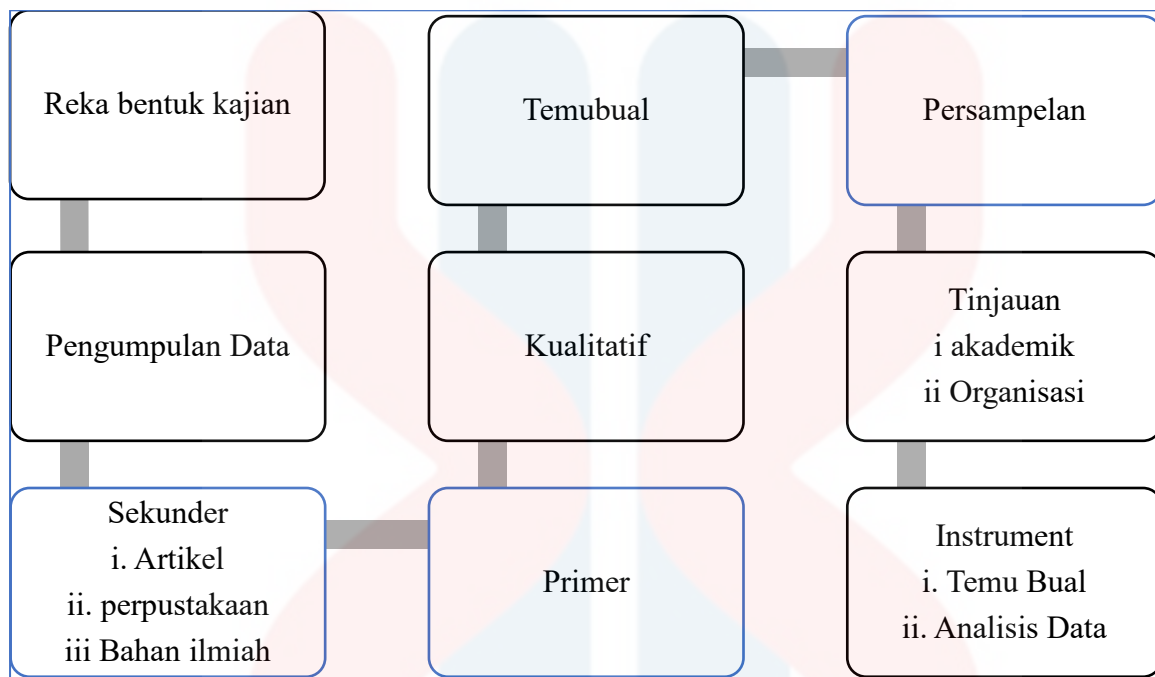 Reka bentuk kajian
Pengumpulan Data
Sekunder
i. Artikel
ii. perpustakaan
iii Bahan ilmiah
Primer
Kualitatif
Temubual
Persampelan
Tinjauan
i akademik
ii Organisasi
Instrument
i. Temu Bual
ii. Analisis Data